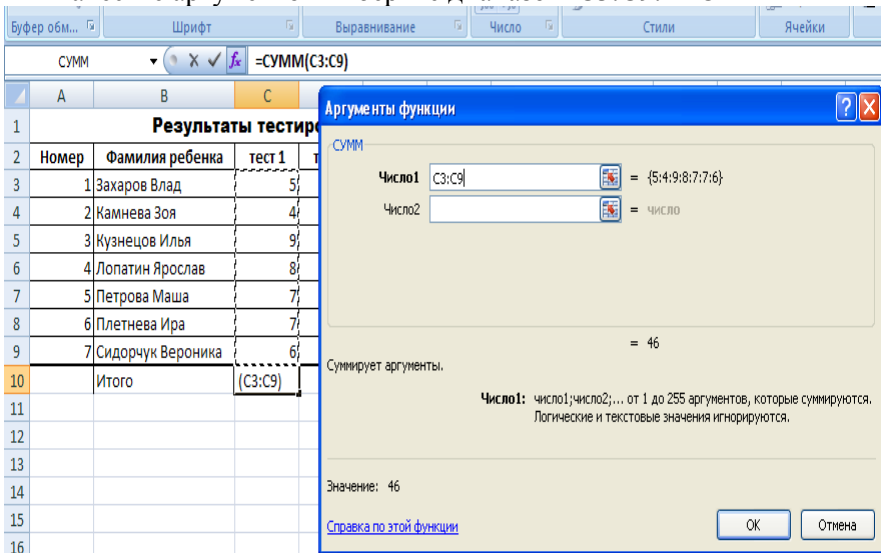 Буфер обм...
Шрифт
Выравнивание
Число
Стили
Ячейки
СУММ
fx
=СУММ(C3:C9)
A
B
C
1
Результаты тестиро
2 Номер Фамилия ребенка тест 1 т
3 1 Захаров Влад 5
4 2 Камнева Зоя 4
5 3 Кузнецов Илья 9
6 4 Лопатин Ярослав 8
7 5 Петрова Маша 7
8 6 Плетнева Ира 7
9 7 Сидорчук Вероника 6
10 Итого (C3:C9)
11
12
13
14
15
16
Аргументы функции
СУММ
Число1 C3:C9 = {5:4:9:8:7:7:6}
Число2 = число
= 46
Суммирует аргументы.
Число1: число1;число2;... от 1 до 255 аргументов, которые суммируются.
Логические и текстовые значения игнорируются.
Значение: 46
Справка по этой функции
ОК
Отмена